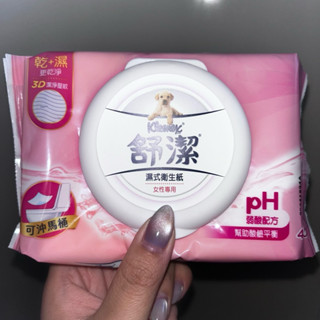 乾+濕
更乾淨
3D潔淨壓紋
Kleenex
舒潔
濕式衛生紙
女性專用
可沖馬桶
pH
弱酸配方
幫助酸鹼平衡